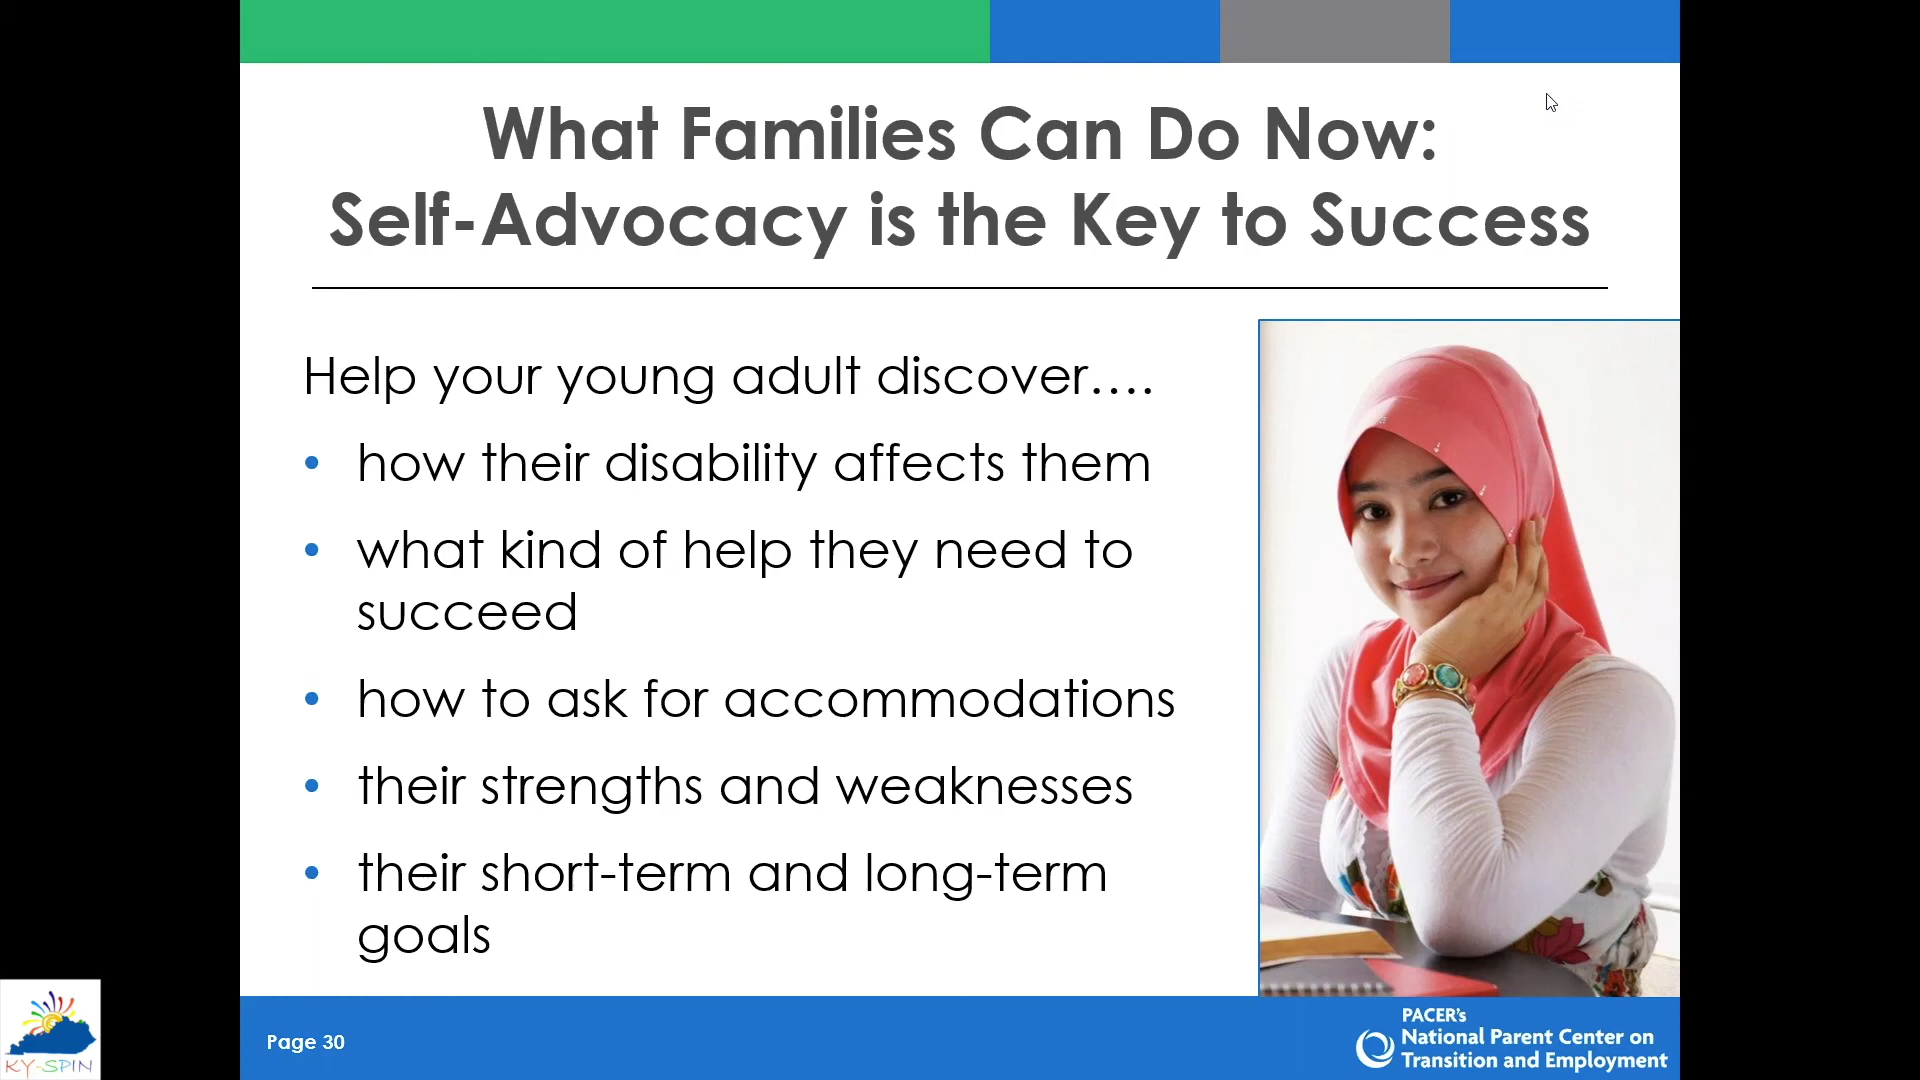 What Families Can Do Now:
Self-Advocacy is the Key to Success
Help your young adult discover....
• how their disability affects them
• what kind of help they need to
succeed
• how to ask for accommodations
• their strengths and weaknesses
• their short-term and long-term
goals
Page 30
PACER's
National Parent Center on
Transition and Employment
KY-SPIN